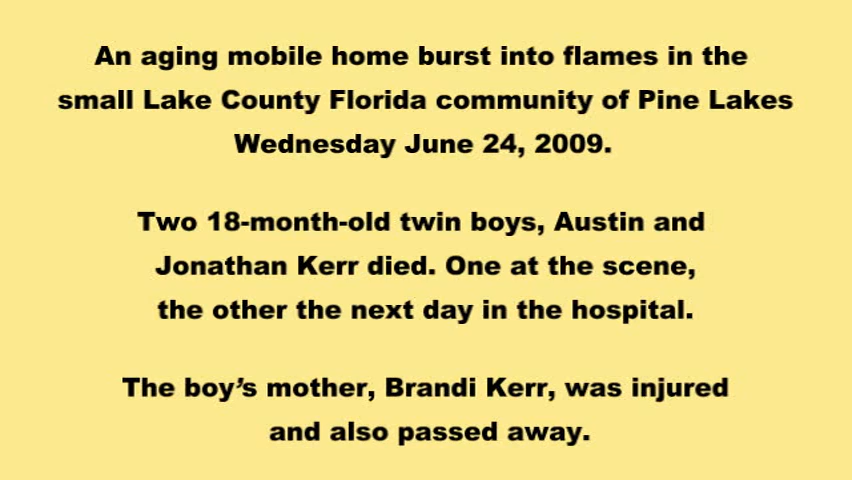 An aging mobile home burst into flames in the
small Lake County Florida community of Pine Lakes
Wednesday June 24, 2009.
Two 18-month-old twin boys, Austin and
Jonathan Kerr died. One at the scene,
the other the next day in the hospital.
The boy’s mother, Brandi Kerr, was injured
and also passed away.